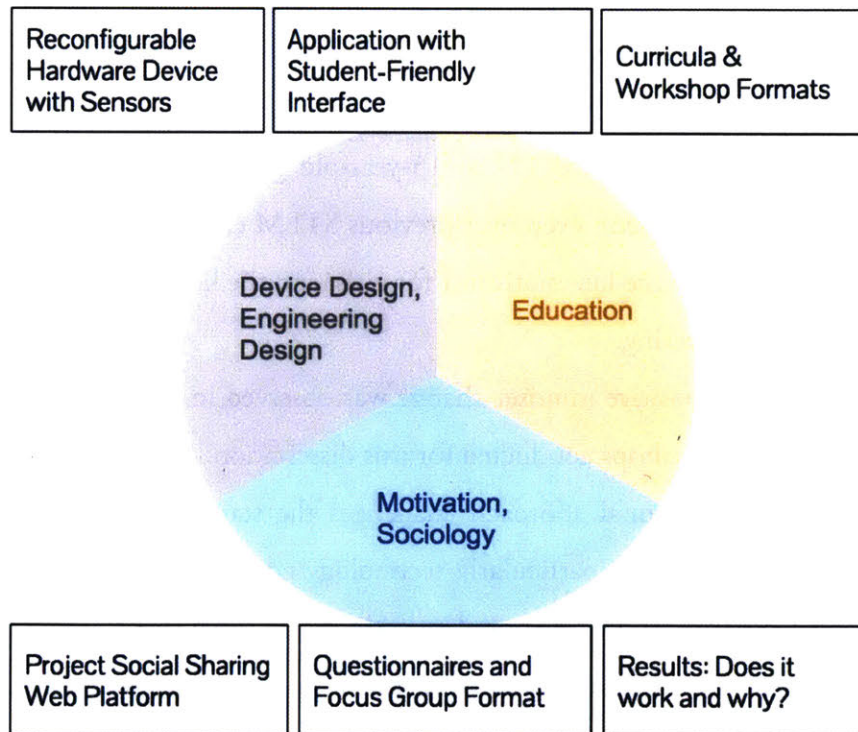 Reconfigurable
Hardware Device
with Sensors
Application with
Student-Friendly
Interface
Curricula &
Workshop Formats
Device Design,
Engineering
Design
Education
Motivation,
Sociology
Project Social Sharing
Web Platform
Questionnaires and
Focus Group Format
Results: Does it
work and why?